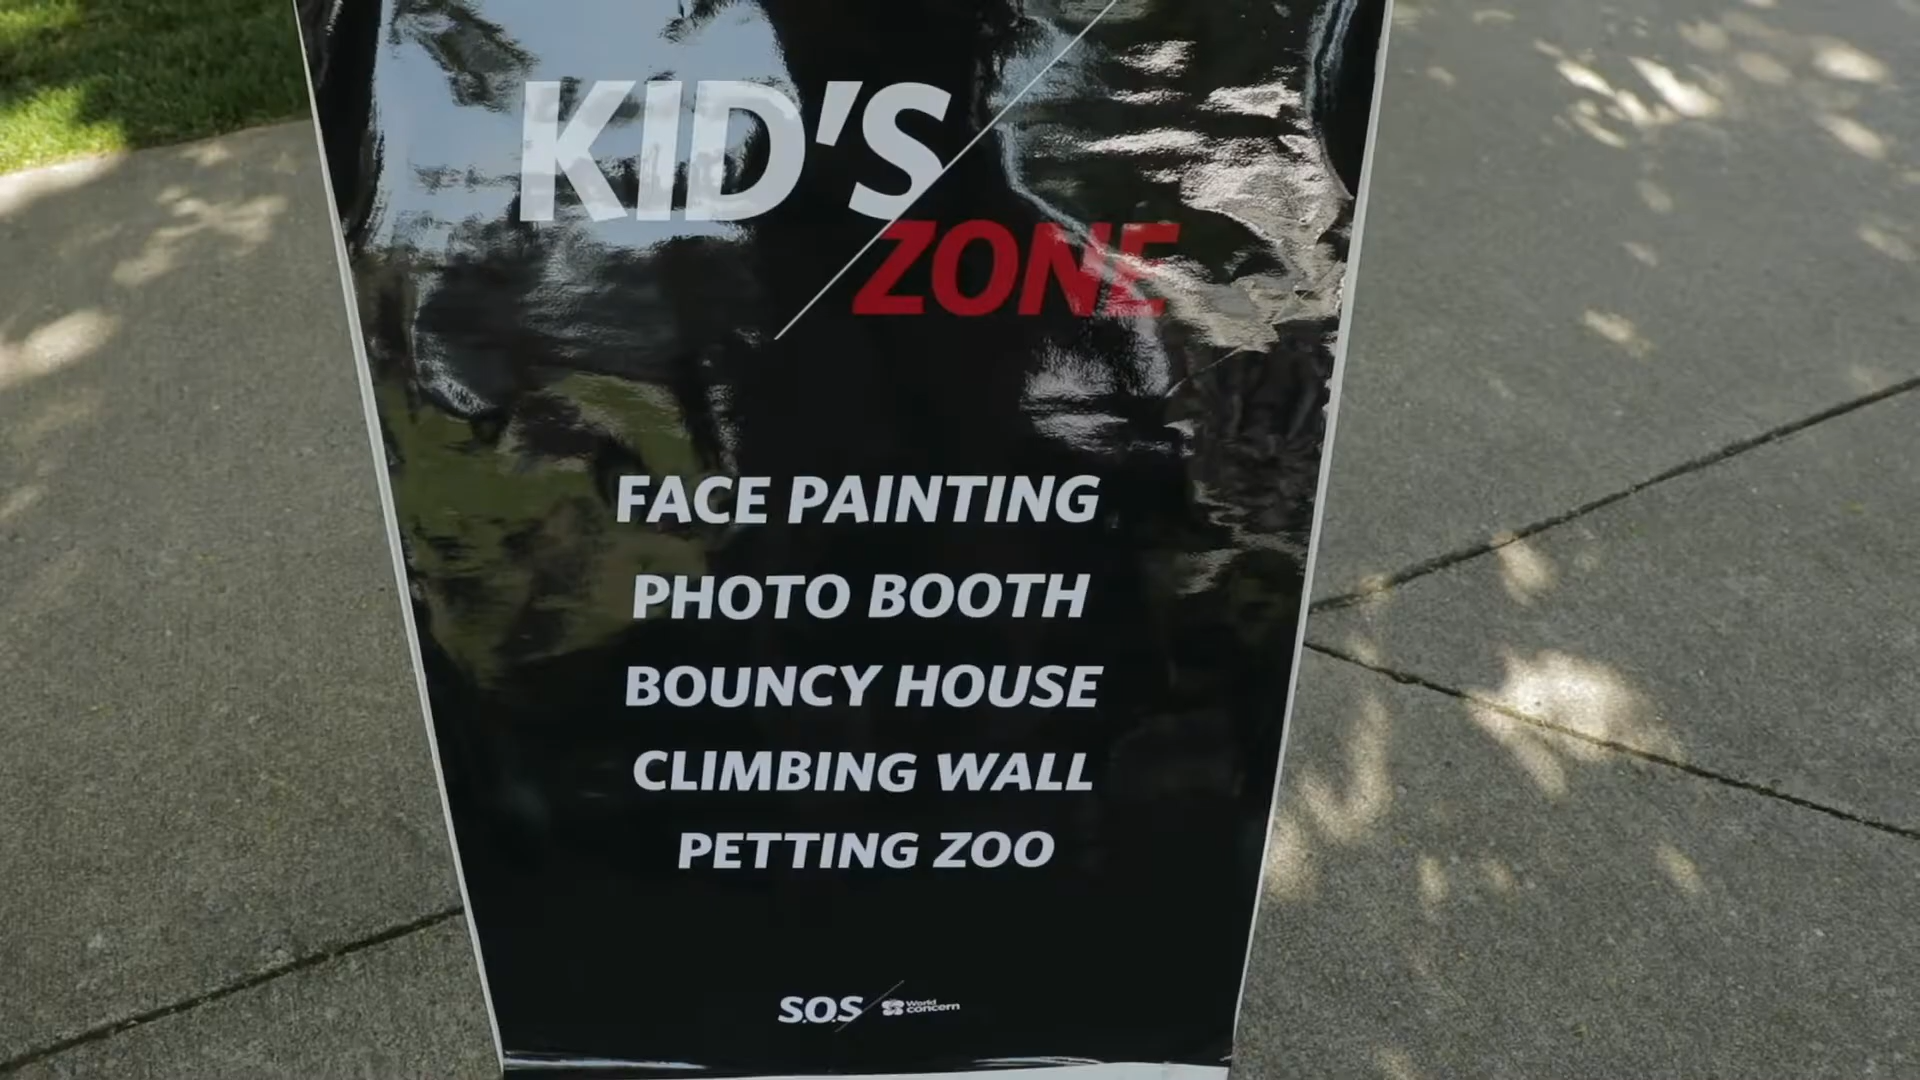 KID'S
ZONE
FACE PAINTING
PHOTO BOOTH
BOUNCY HOUSE
CLIMBING WALL
PETTING ZOO
S.O.S World
concern